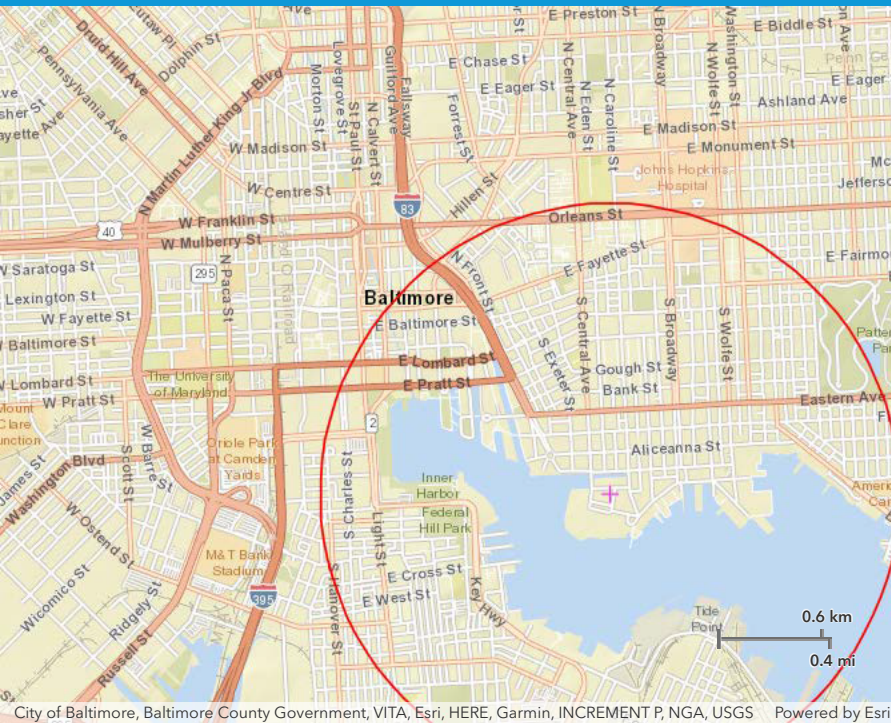 Eutaw Pl
Ave
E Preston St
N Broadway
Washington St
E Biddle St
Druid Hill Ave
Dolphin St
Lovegrove St
Guilford Ave
Fallsway
E Chase St
N Central Ave
N Wolfe St
Pennsylvania Ave
N Martin Luther King Jr Blvd
Morton St
St Paul St
N Calvert St
Forrest St
E Eager St
N Eden St
N Caroline St
E Eager
Ashland Ave
W Madison St
E Madison St
E Monument St
Johns Hopkins
Hospital
Jefferso
W Centre St
Hillen St
83
Orleans St
W Franklin St
40
W Mulberry St
W Saratoga St
295
N Paca St
N Front St
E Fayette St
E Fairmo
Lexington St
Baltimore
W Fayette St
E Baltimore St
S Central Ave
S Broadway
S Wolfe St
Baltimore St
E Lombard St
S Exeter St
Gough St
The University
of Maryland
W Lombard St
E Pratt St
Bank St
W Pratt St
Eastern Ave
Mount
Clare
unction
2
Oriole Park
at Camden
Yards
S Charles St
Aliceanna St
W Barre St
Scott St
James St
Washington Blvd
Inner
Harbor
Federal
Hill Park
Light St
W Ostend St
M&T Bank
Stadium
E Cross St
S Hanover St
E West St
Key Hwy
395
Wicomico St
Ridgely St
Russell St
Tide
Point
0.6 km
0.4 mi
City of Baltimore, Baltimore County Government, VITA, Esri, HERE, Garmin, INCREMENT P, NGA, USGS Powered by Esri